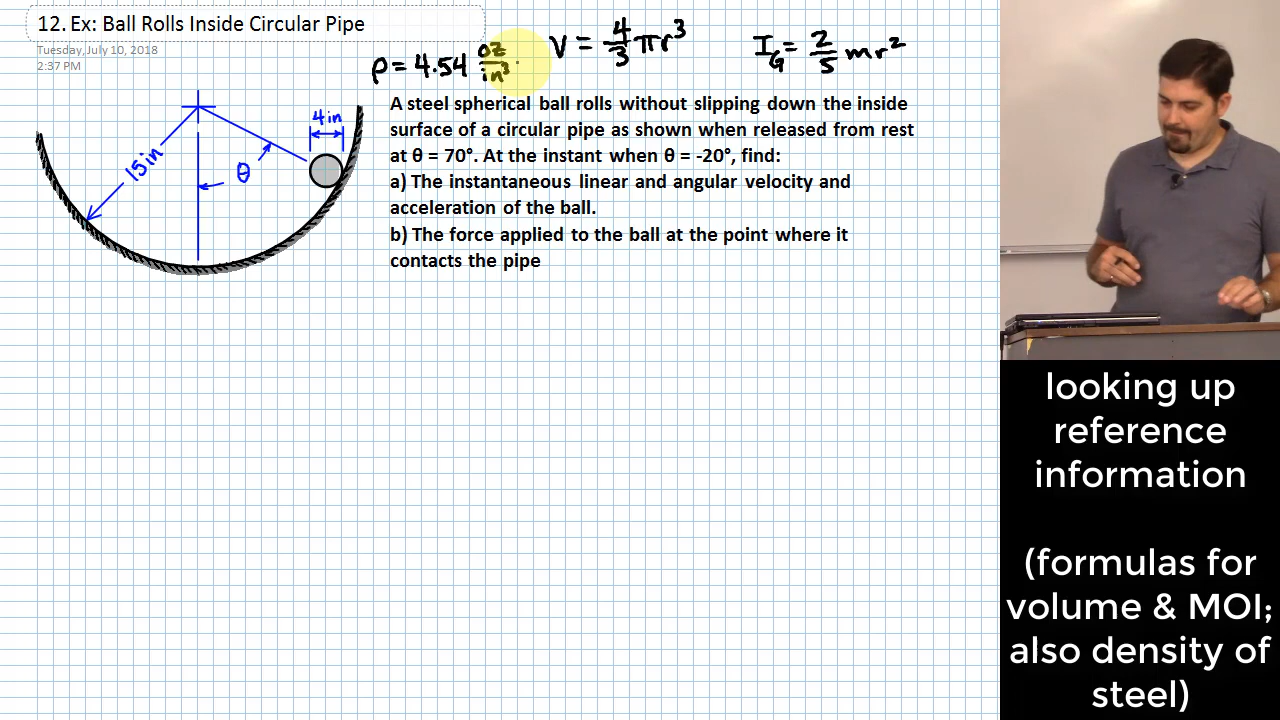 12. Ex: Ball Rolls Inside Circular Pipe
Tuesday, July 10, 2018
2:37 PM
ρ = 4.54 oz/in³
V = 4/3 πr³
I_G = 2/5 mr²
A steel spherical ball rolls without slipping down the inside
surface of a circular pipe as shown when released from rest
at θ = 70°. At the instant when θ = -20°, find:
a) The instantaneous linear and angular velocity and
acceleration of the ball.
b) The force applied to the ball at the point where it
contacts the pipe
4in
15in
θ
looking up
reference
information
(formulas for
volume & MOI;
also density of
steel)